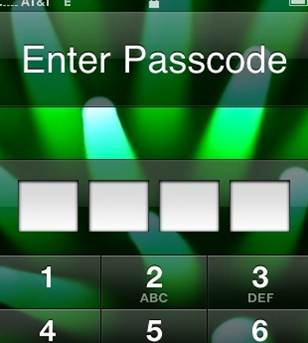 AT&T E
Enter Passcode
1 2 3
ABC DEF
4 5 6